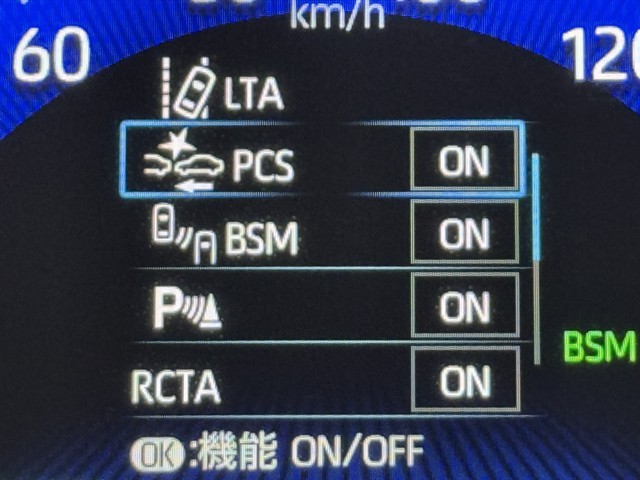 km/h
60
120
LTA
PCS ON
BSM ON
P ON
BSM
RCTA ON
OK:機能 ON/OFF